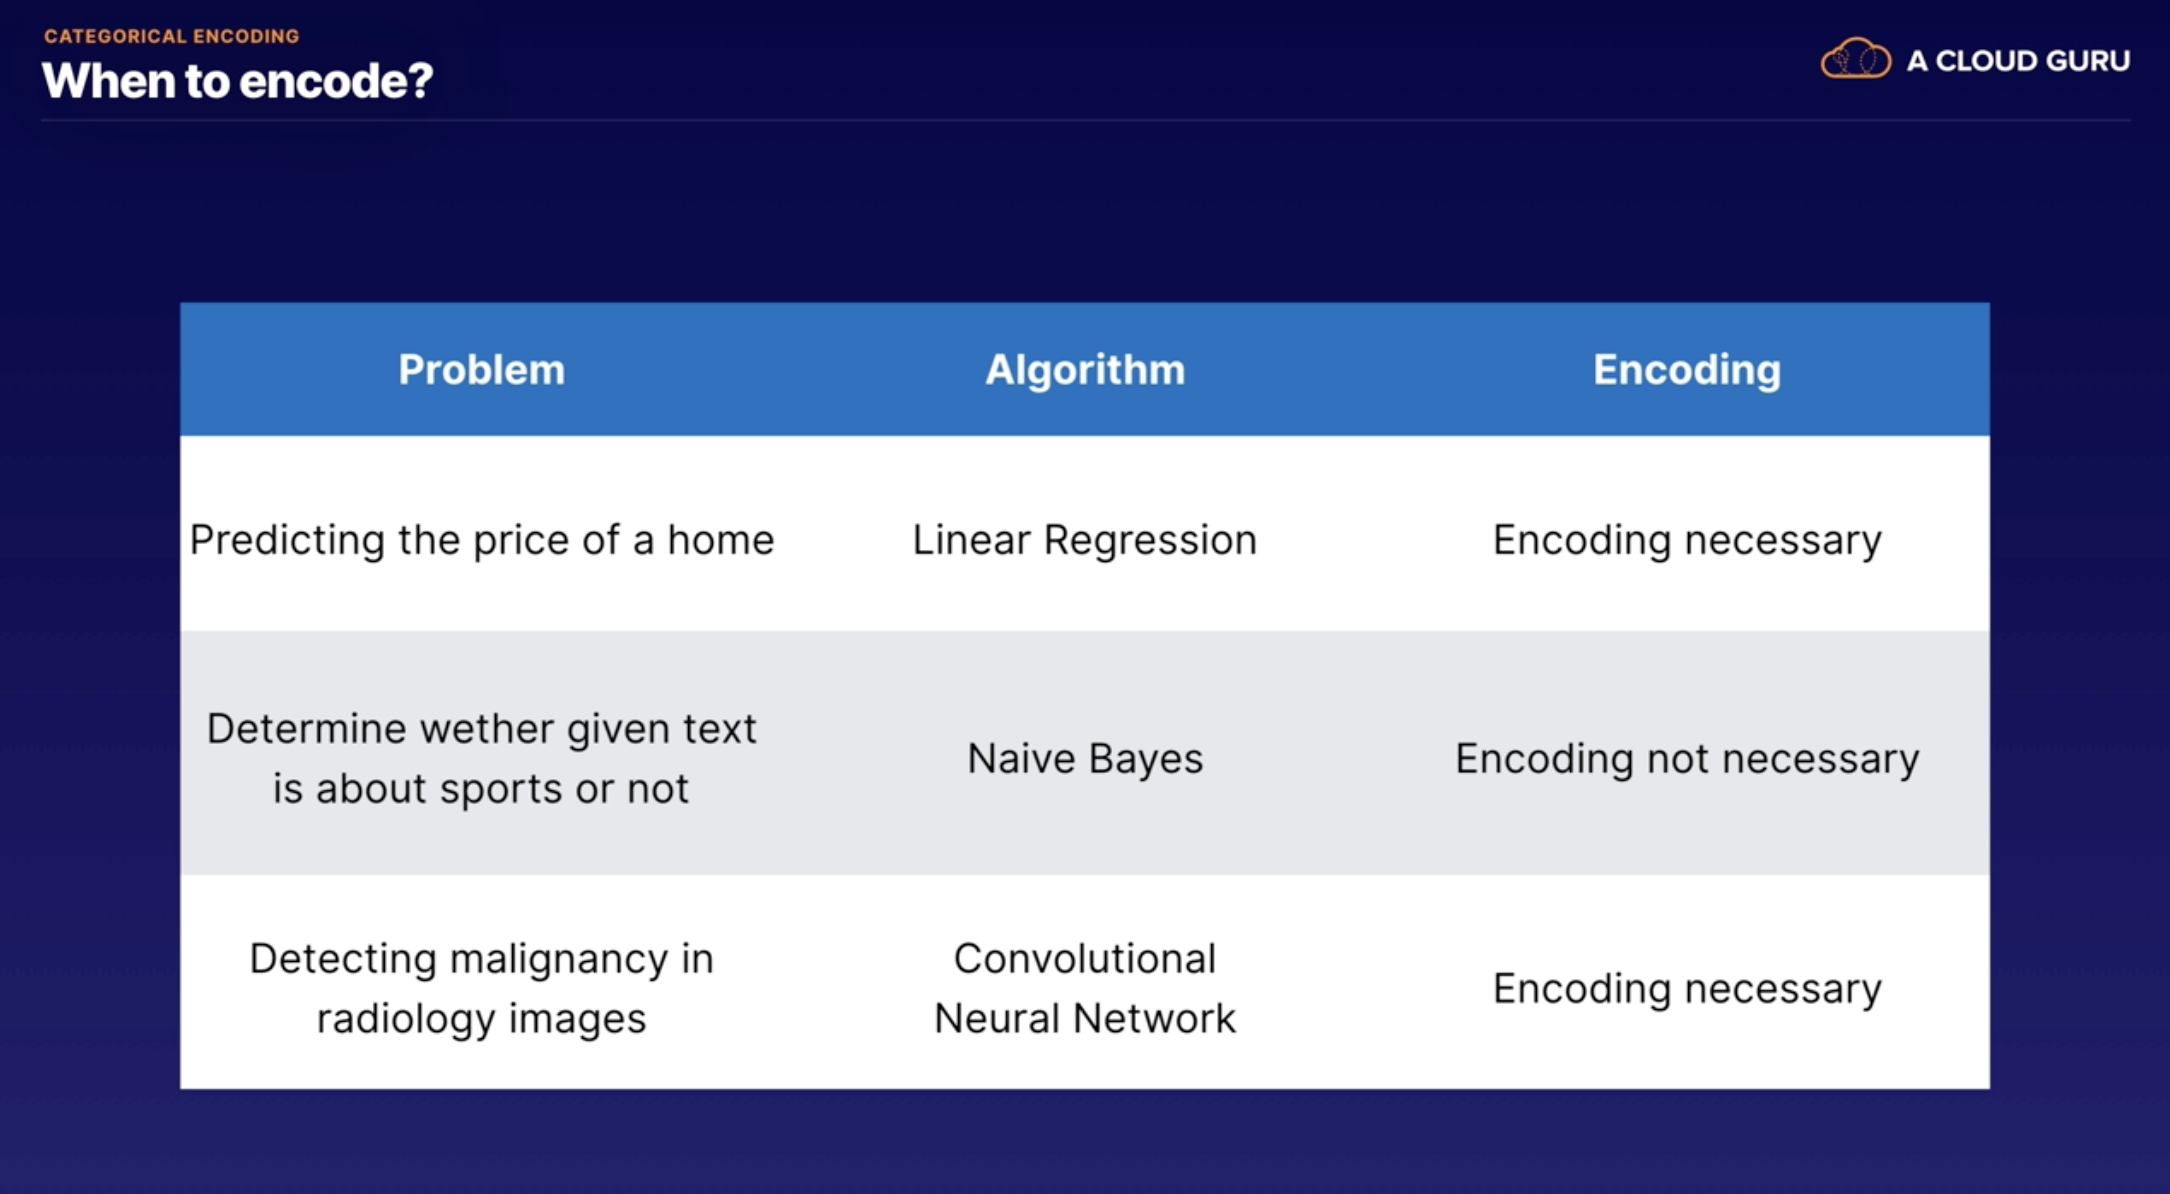 CATEGORICAL ENCODING
When to encode?
A CLOUD GURU
Problem Algorithm Encoding
Predicting the price of a home Linear Regression Encoding necessary
Determine wether given text
is about sports or not
Naive Bayes Encoding not necessary
Detecting malignancy in
radiology images
Convolutional
Neural Network
Encoding necessary